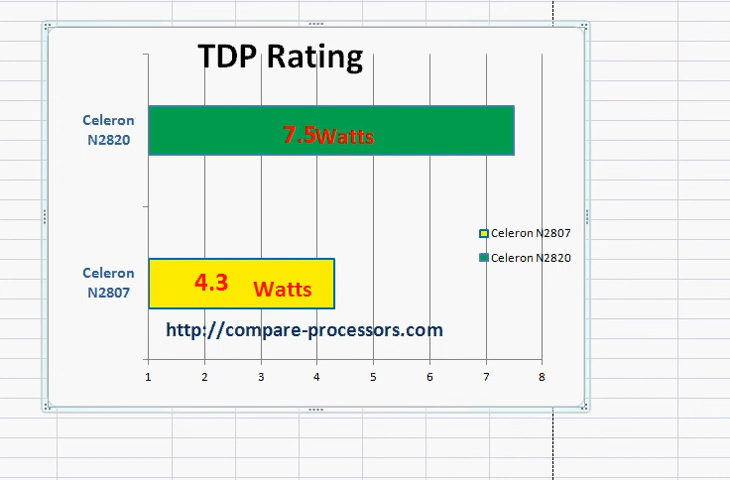 TDP Rating
Celeron
N2820
7.5Watts
Celeron N2807
Celeron N2820
Celeron
N2807
4.3 Watts
http://compare-processors.com
1 2 3 4 5 6 7 8